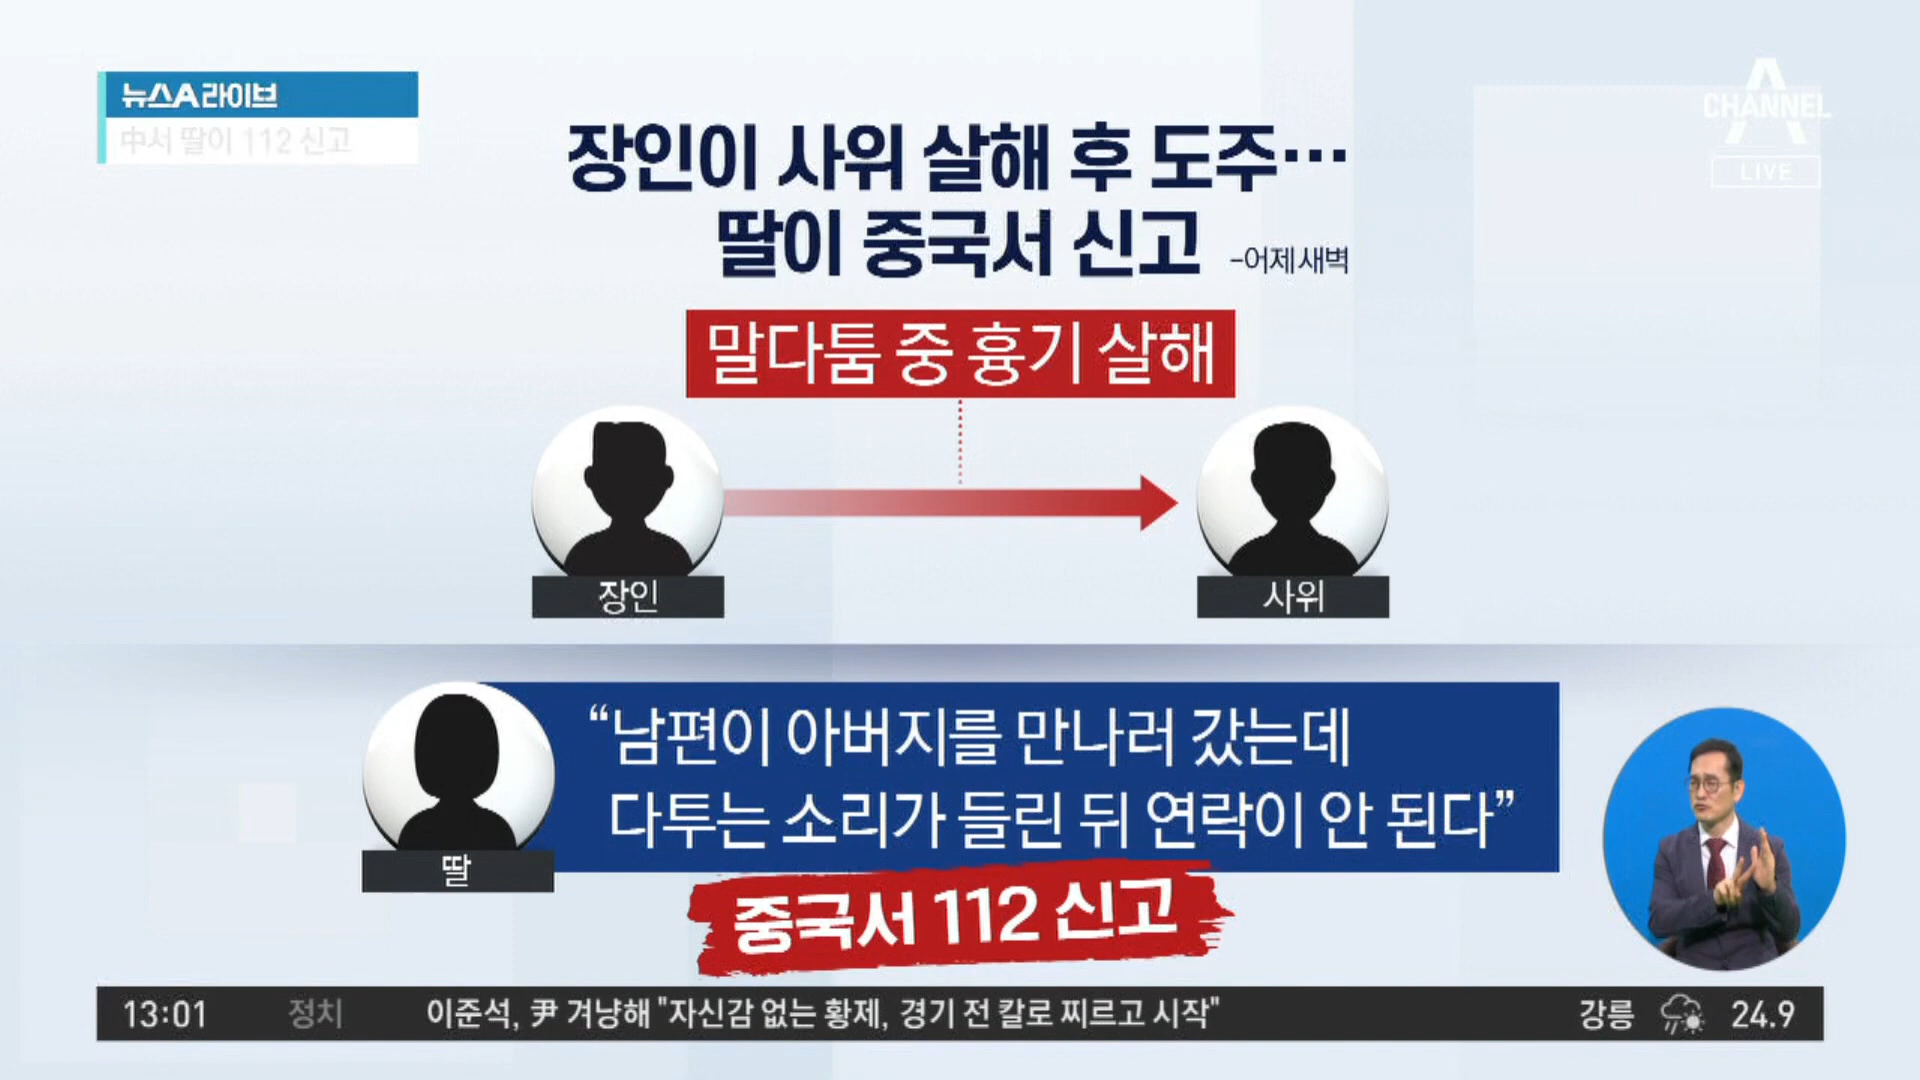 뉴스A 라이브
中서 딸이 112 신고
CHANNEL A
LIVE
장인이 사위 살해 후 도주…
딸이 중국서 신고 -어제 새벽
말다툼 중 흉기 살해
장인
사위
“남편이 아버지를 만나러 갔는데
다투는 소리가 들린 뒤 연락이 안 된다”
딸
중국서 112 신고
13:01 정치 이준석, 尹 겨냥해 "자신감 없는 황제, 경기 전 칼로 찌르고 시작" 강릉 24.9